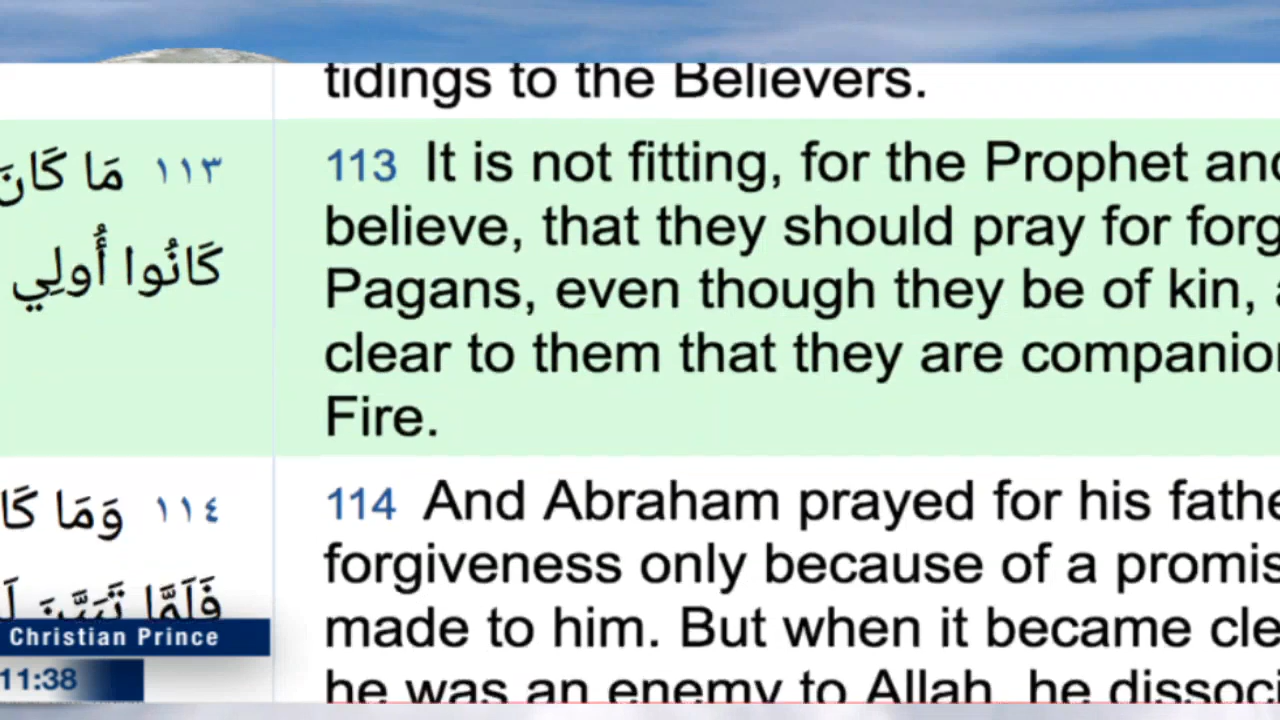 tidings to the Believers.
١١٣ مَا كَانَ
كَانُوا أُولِي
113 It is not fitting, for the Prophet and
believe, that they should pray for forg
Pagans, even though they be of kin,
clear to them that they are companion
Fire.
١١٤ وَمَا كَا
فَلَمَّا تَبَيَّنَ لَ
114 And Abraham prayed for his fathe
forgiveness only because of a promis
made to him. But when it became cle
he was an enemy to Allah, he dissoci
Christian Prince
11:38